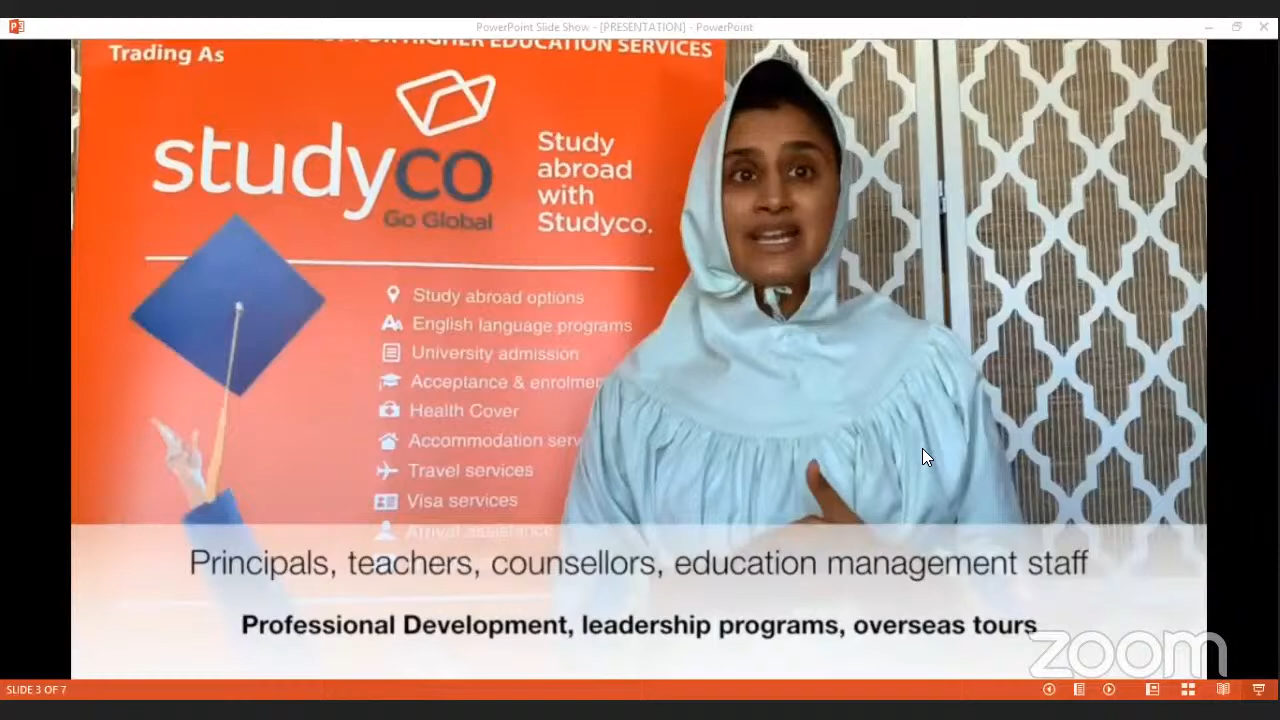 PowerPoint Slide Show - [PRESENTATION] - PowerPoint
Trading As
HIGHER EDUCATION SERVICES
studyco
Go Global
Study
abroad
with
Studyco.
Study abroad options
English language programs
University admission
Acceptance &
Health Cover
Accommodation
Travel services
Visa services
Arrival assistance
Principals, teachers, counsellors, education management staff
Professional Development, leadership programs, overseas tours
zoom
SLIDE 3 OF 7